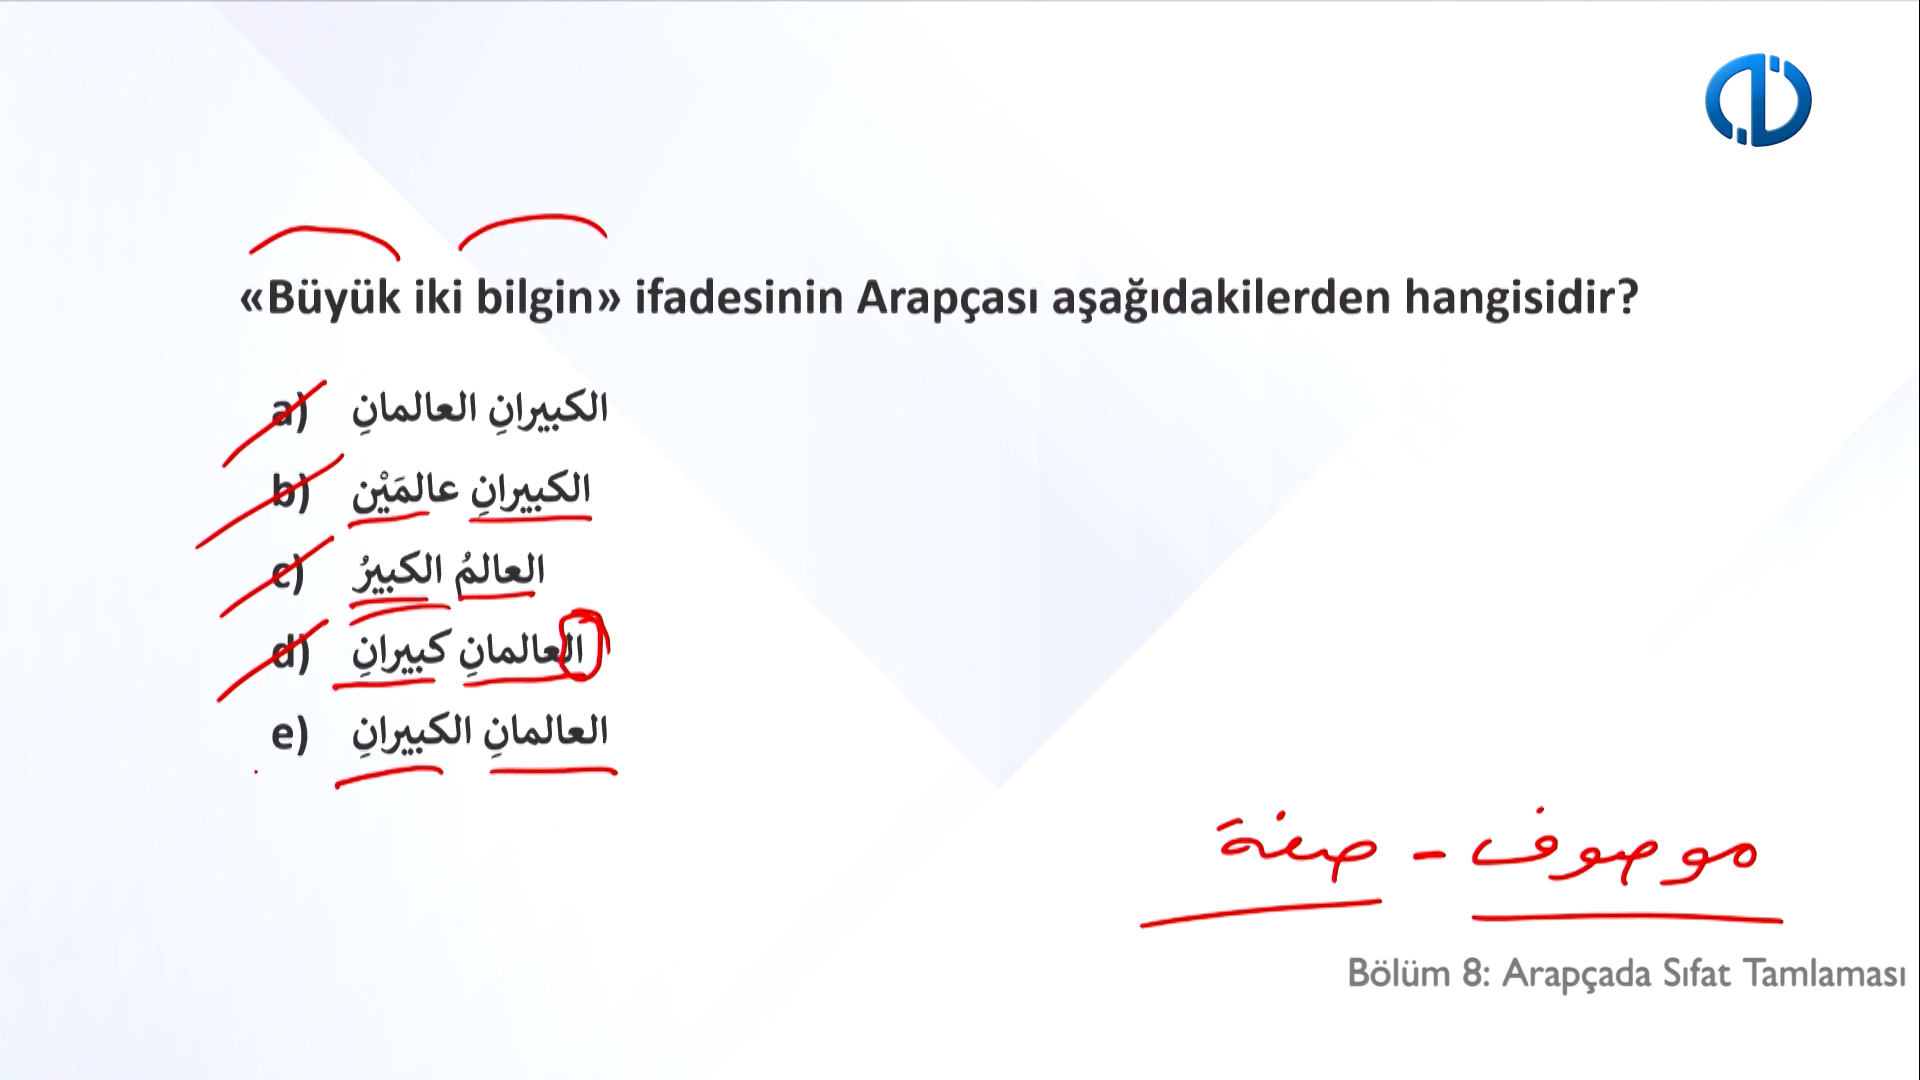 «Büyük iki bilgin» ifadesinin Arapçası aşağıdakilerden hangisidir?
a) الكبيرانِ العالمانِ
b) الكبيرانِ عالمَيْن
c) العالمُ الكبيرُ
d) العالمانِ كبيرانِ
e) العالمانِ الكبيرانِ
موصوف - صفة
Bölüm 8: Arapçada Sıfat Tamlaması